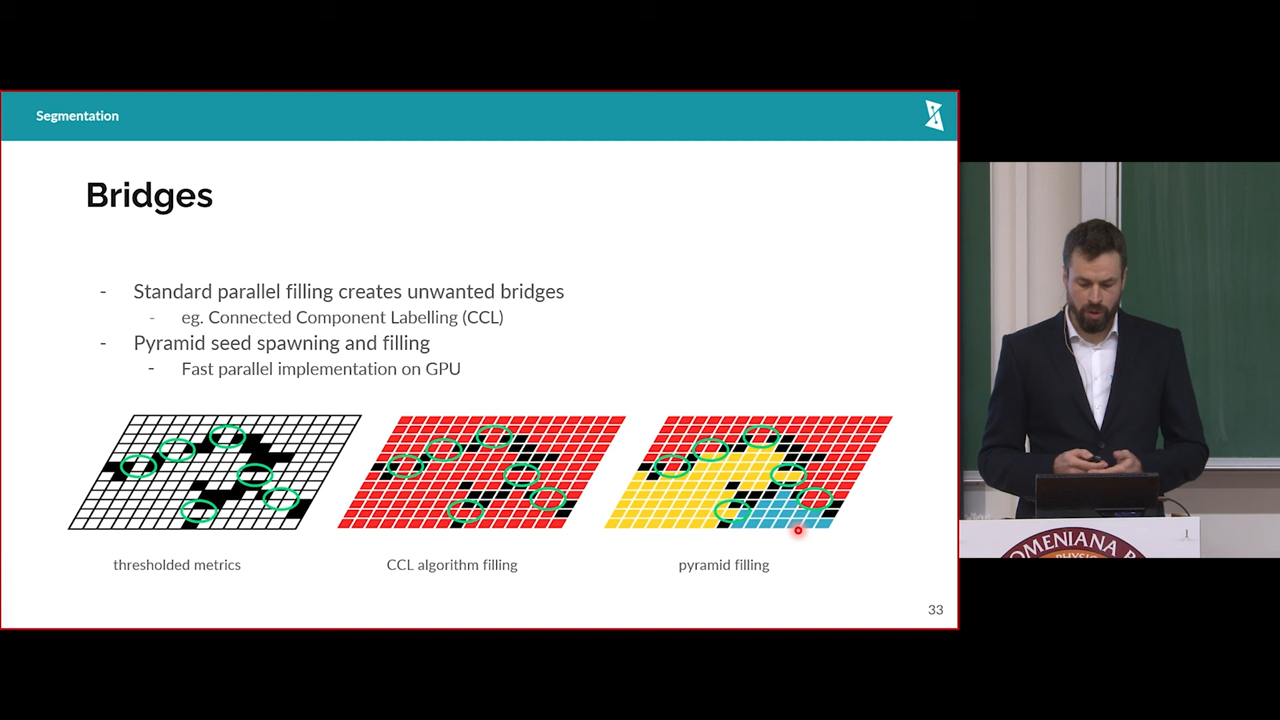 Segmentation
Bridges
- Standard parallel filling creates unwanted bridges
- eg. Connected Component Labelling (CCL)
- Pyramid seed spawning and filling
- Fast parallel implementation on GPU
thresholded metrics
CCL algorithm filling
pyramid filling
33
OMENIANA
PHYSI